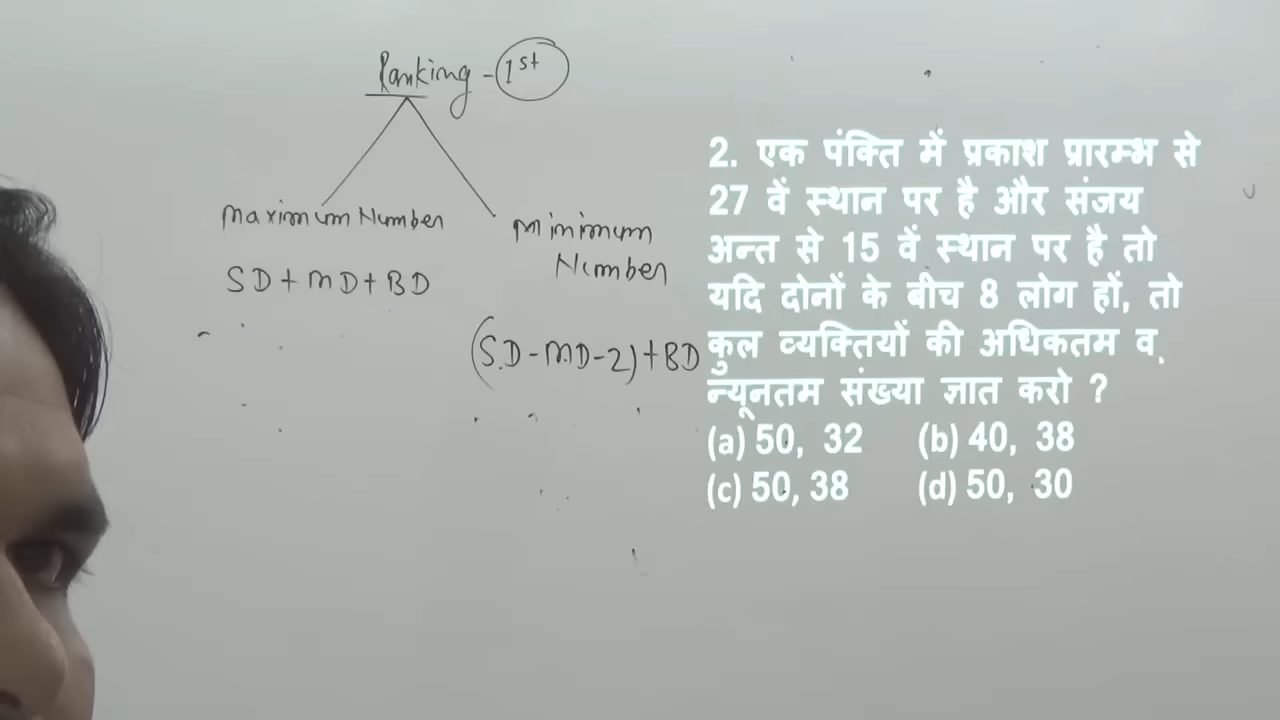 Ranking - 1st
Maximum Number
Minimum
Number
SD + MD + BD
(SD - MD - 2) + BD
2. एक पंक्ति में प्रकाश प्रारम्भ से
27 वें स्थान पर है और संजय
अन्त से 15 वें स्थान पर है तो
यदि दोनों के बीच 8 लोग हों, तो
कुल व्यक्तियों की अधिकतम व
न्यूनतम संख्या ज्ञात करो ?
(a) 50, 32 (b) 40, 38
(c) 50, 38 (d) 50, 30